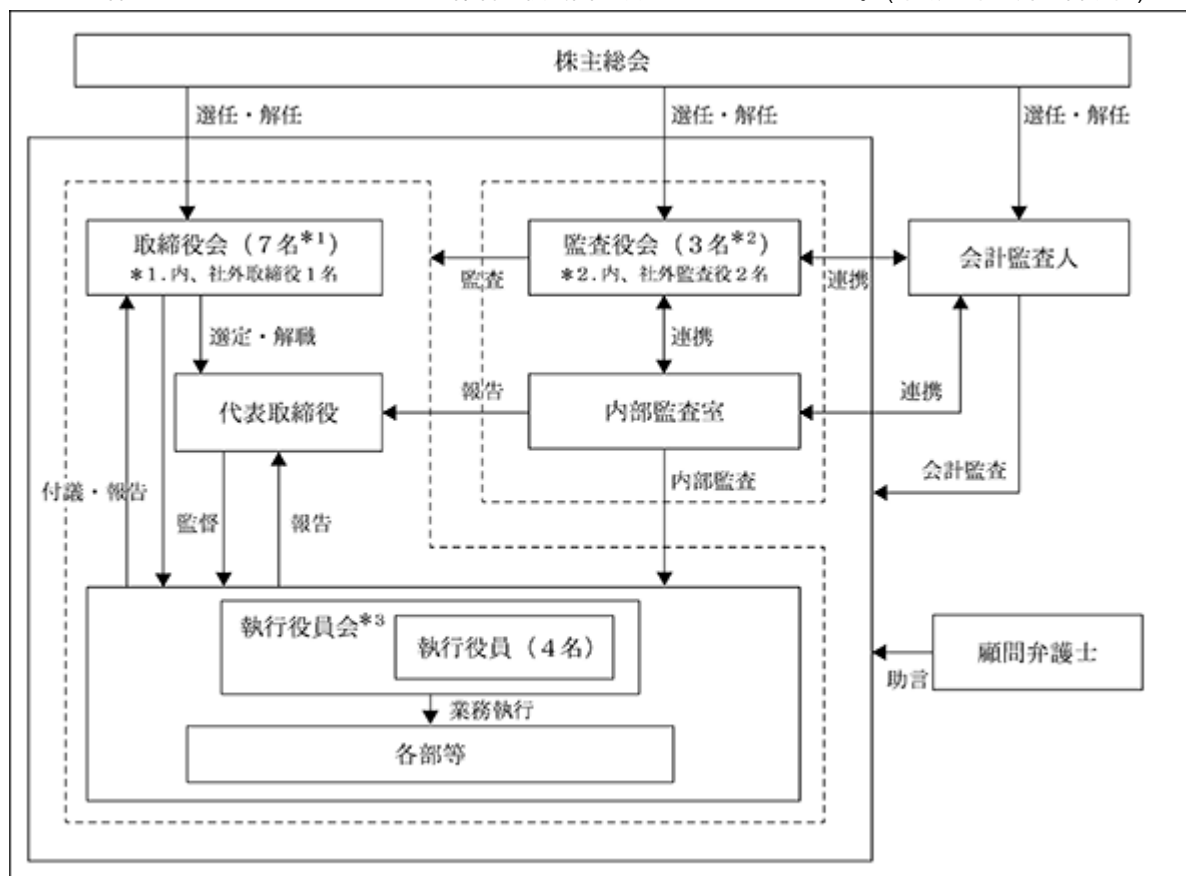 株主総会
選任・解任
選任・解任
選任・解任
取締役会（7名*1）
*1.内、社外取締役1名
監査
監査役会（3名*2）
*2.内、社外監査役2名
連携
会計監査人
選定・解職
連携
代表取締役
報告
内部監査室
連携
付議・報告
監督
報告
内部監査
会計監査
執行役員会*3
執行役員（4名）
業務執行
各部等
助言
顧問弁護士